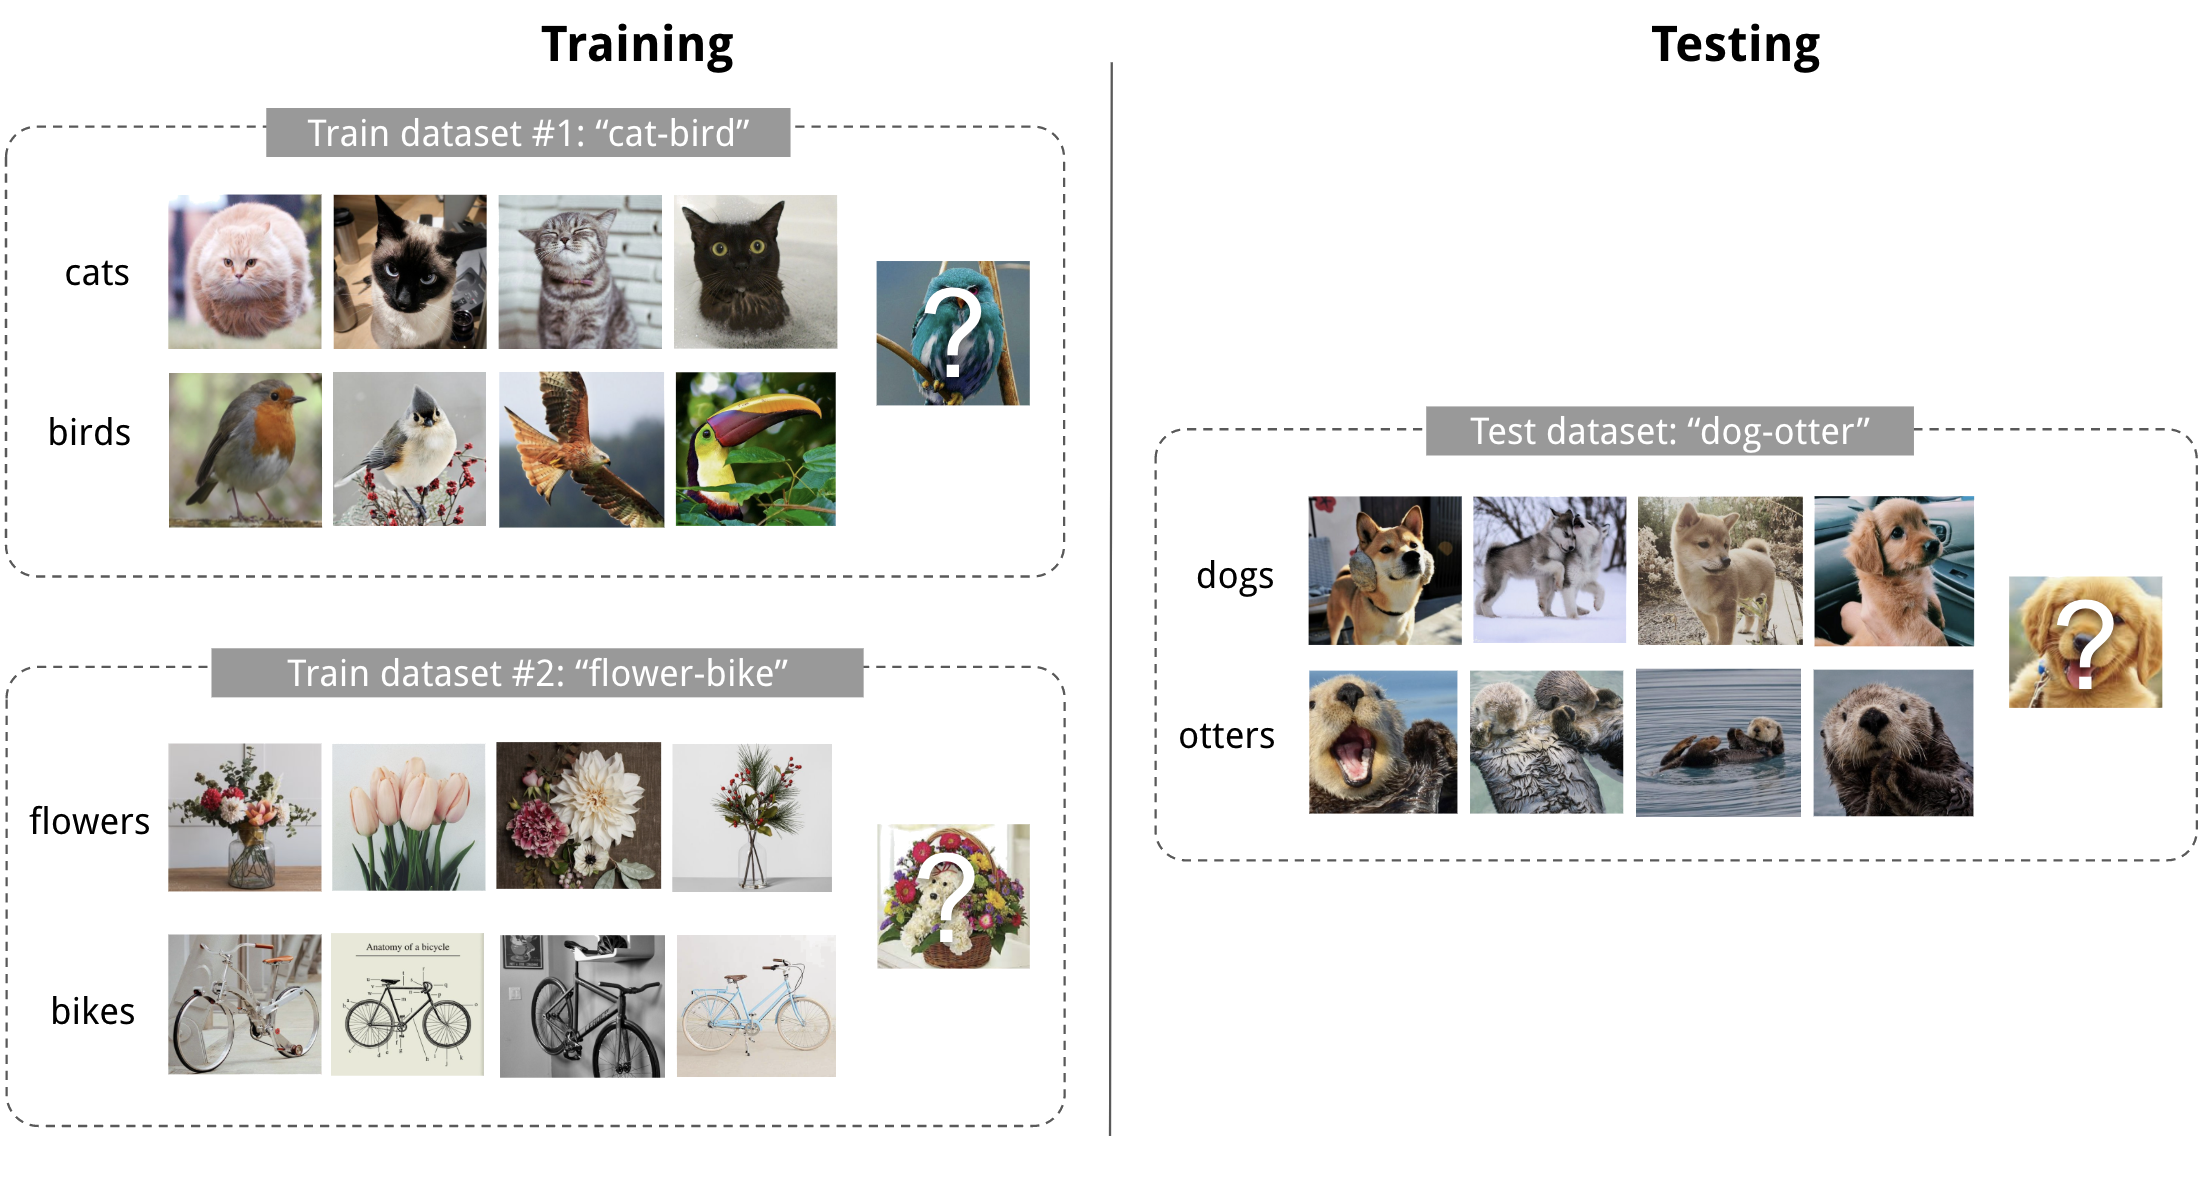 Training
Testing
Train dataset #1: “cat-bird”
cats
?
birds
Train dataset #2: “flower-bike”
flowers
?
bikes
Anatomy of a bicycle
Test dataset: “dog-otter”
dogs
?
otters